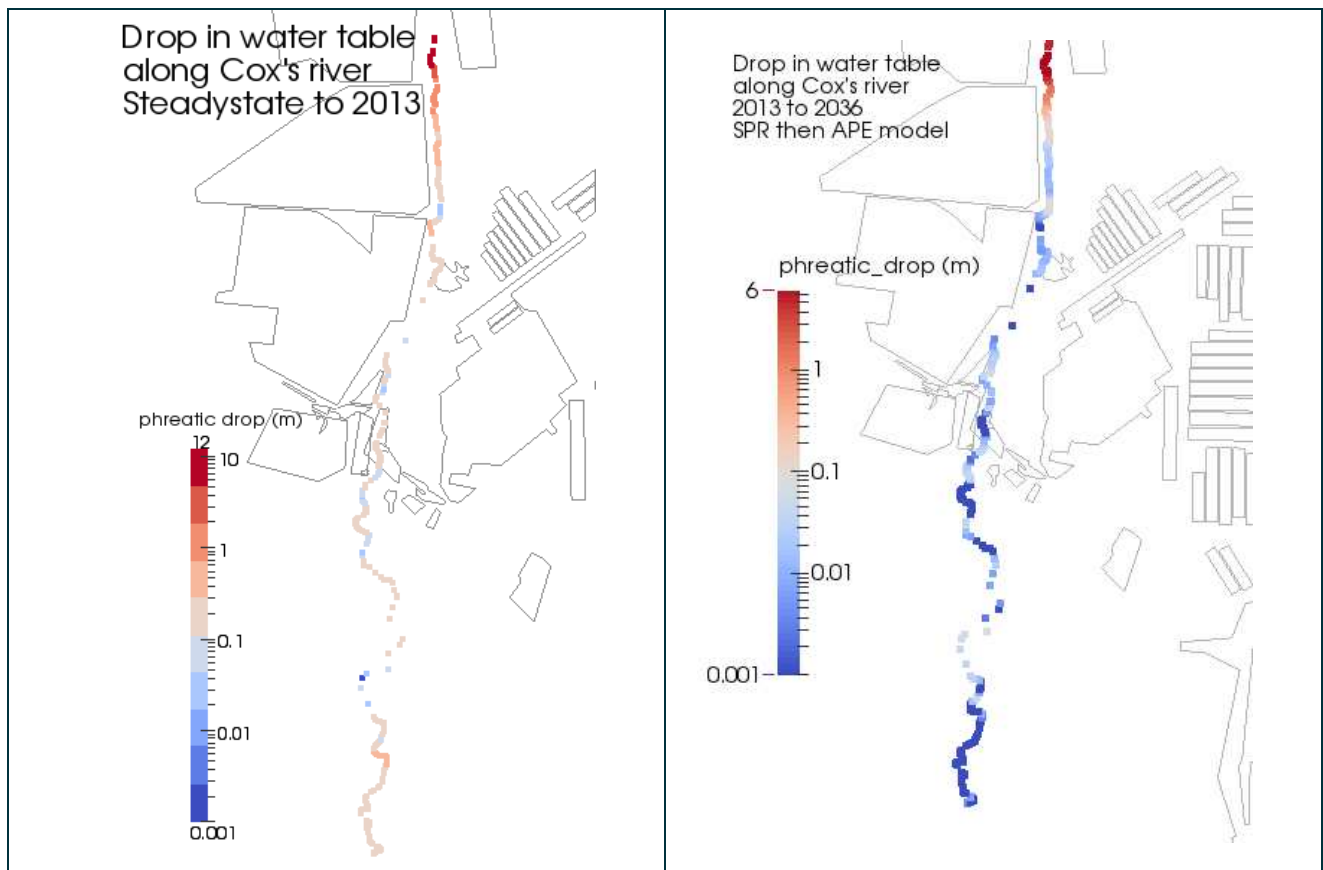 Drop in water table
along Cox's river
Steadystate to 2013
phreatic drop (m)
12
10
1
0.1
0.01
0.001
Drop in water table
along Cox's river
2013 to 2036
SPR then APE model
phreatic_drop (m)
6
1
0.1
0.01
0.001